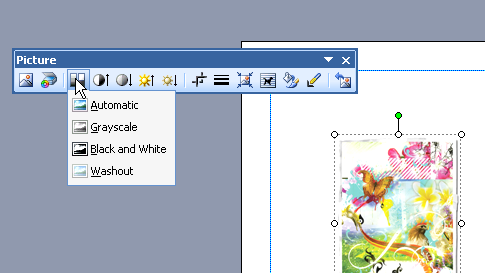 Picture
Automatic
Grayscale
Black and White
Washout